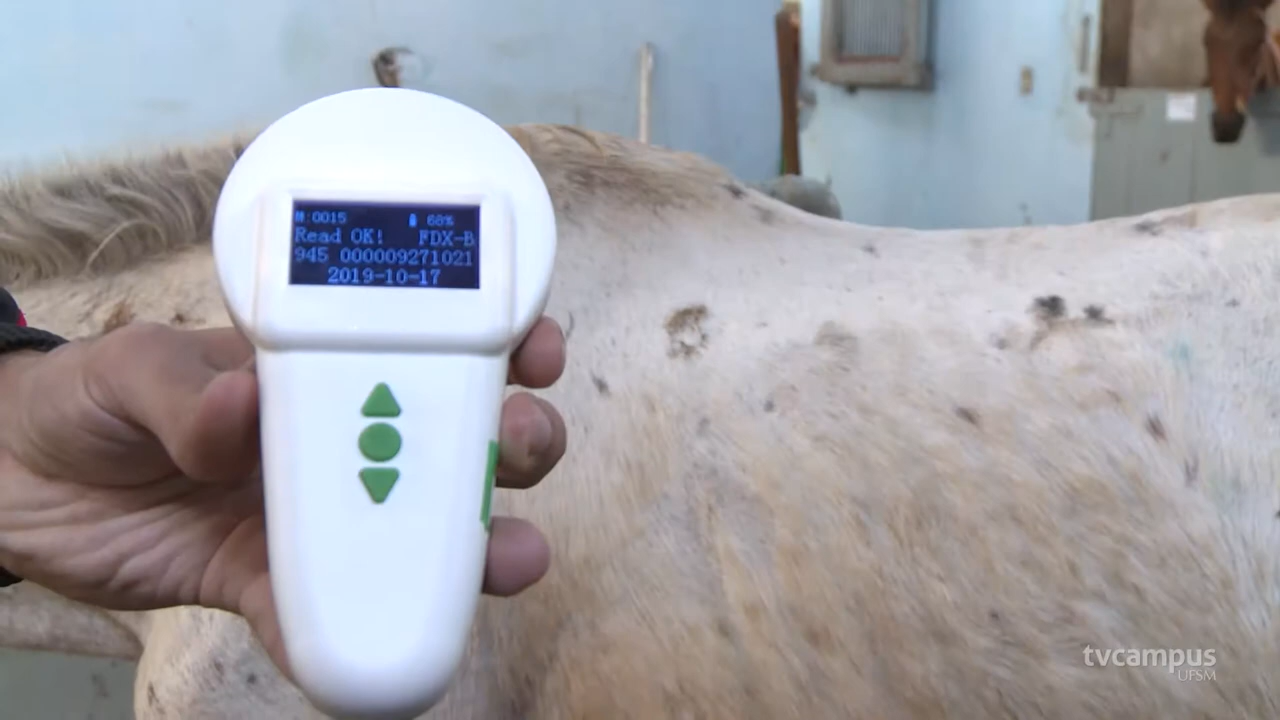 M:0015 68%
Read OK! FDX-B
945 000009271021
2019-10-17
tvcampus
UFSM